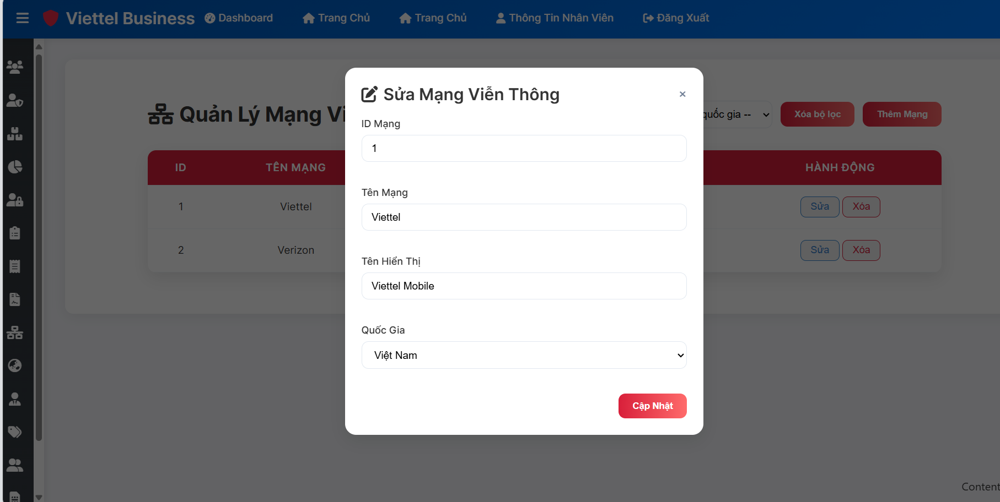 Viettel Business Dashboard Trang Chủ Trang Chủ Thông Tin Nhân Viên Đăng Xuất
Quản Lý Mạng
quốc gia --
Xóa bộ lọc
Thêm Mạng
ID TÊN MẠNG HÀNH ĐỘNG
1 Viettel Sửa Xóa
2 Verizon Sửa Xóa
Sửa Mạng Viễn Thông ×
ID Mạng
1
Tên Mạng
Viettel
Tên Hiển Thị
Viettel Mobile
Quốc Gia
Việt Nam
Cập Nhật
Content